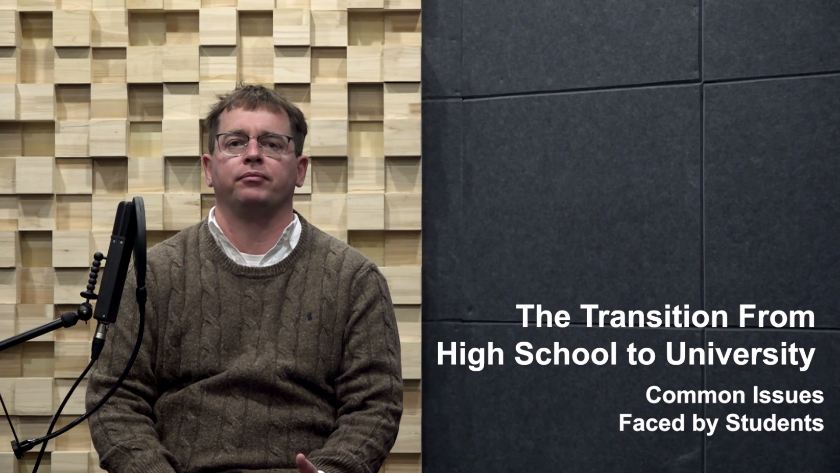 The Transition From
High School to University
Common Issues
Faced by Students